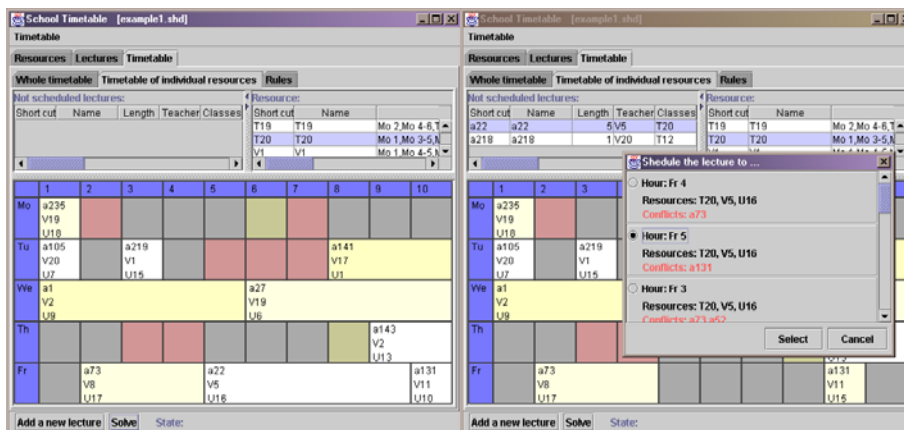 School Timetable [example1.shd]
Timetable
Resources Lectures Timetable
Whole timetable Timetable of individual resources Rules
Not scheduled lectures:
Short cut Name Length Teacher Classes
Resource:
Short cut Name
T19 T19 Mo 2,Mo 4-6,T
T20 T20 Mo 1,Mo 3-5,M
V1 V1 Mo 1,Mo 4-5,M
1 2 3 4 5 6 7 8 9 10
Mo a235
V19
U18
Tu a105 a219 a141
V20 V1 V17
U7 U15 U1
We a1 a27
V2 V19
U9 U6
Th a143
V2
U13
Fr a73 a22 a131
V8 V5 V11
U17 U16 U10
Add a new lecture Solve State:
School Timetable [example1.shd]
Timetable
Resources Lectures Timetable
Whole timetable Timetable of individual resources Rules
Not scheduled lectures:
Short cut Name Length Teacher Classes
a22 a22 5 V5 T20
a218 a218 1 V20 T12
Resource:
Short cut Name
T19 T19 Mo 2,Mo 4-6,T
T20 T20 Mo 1,Mo 3-5,M
V1 V1
1 2 3 4
Mo a235
V19
U18
Tu a105 a219
V20 V1
U7 U15
We a1
V2
U9
Th
U13
Fr a73 a131
V8 V11
U17 U15
Add a new lecture Solve State:
Shedule the lecture to ...
Hour: Fr 4
Resources: T20, V5, U16
Conflicts: a73
Hour: Fr 5
Resources: T20, V5, U16
Conflicts: a131
Hour: Fr 3
Resources: T20, V5, U16
Conflicts: a73,a52
Select Cancel